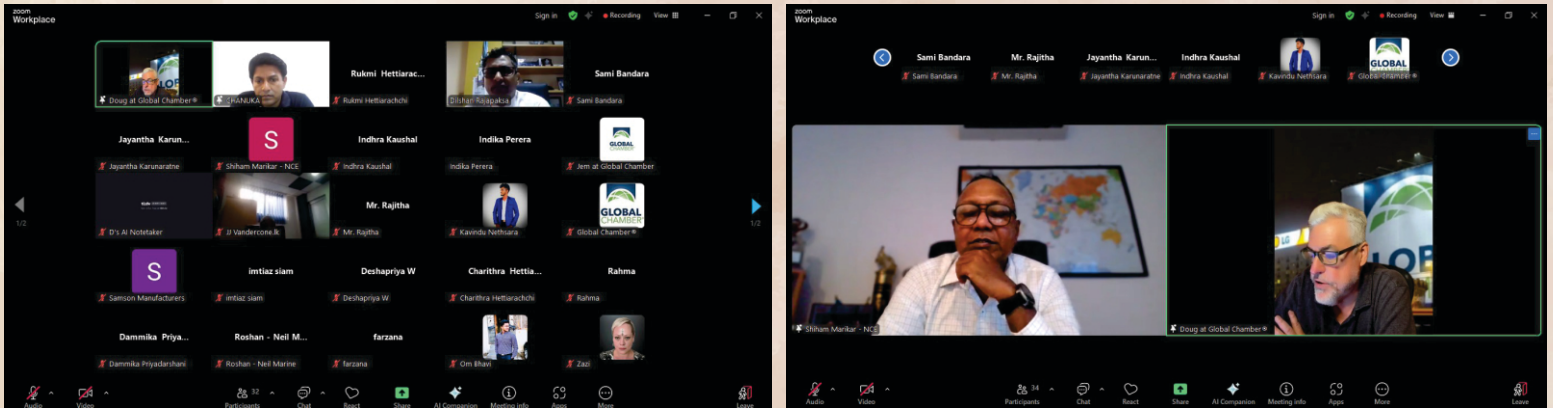 zoom
Workplace
Sign in
Recording
View
Doug at Global Chamber®
CHANUKA
Rukmi Hettiarac...
Rukmi Hettiarachchi
Dilshan Rajapaksa
Sami Bandara
Sami Bandara
Jayantha Karun...
Jayantha Karunaratne
S
Shiham Marikar - NCE
Indhra Kaushal
Indhra Kaushal
Indika Perera
Indika Perera
GLOBAL
CHAMBER
Jem at Global Chamber
1/2
D's AI Notetaker
JJ Vandercone.lk
Mr. Rajitha
Mr. Rajitha
Kavindu Nethsara
GLOBAL
CHAMBER
Global Chamber®
1/2
S
Samson Manufacturers
imtiaz siam
imtiaz siam
Deshapriya W
Deshapriya W
Charithra Hettia...
Charithra Hettiarachchi
Rahma
Rahma
Dammika Priya...
Dammika Priyadarshani
Roshan - Neil M...
Roshan - Neil Marine
farzana
farzana
Om Bhavi
Zazi
Audio
Video
32
Participants
Chat
React
Share
AI Companion
Meeting info
Apps
More
Leave
zoom
Workplace
Sign in
Recording
View
Sami Bandara
Sami Bandara
Mr. Rajitha
Mr. Rajitha
Jayantha Karun...
Jayantha Karunaratne
Indhra Kaushal
Indhra Kaushal
Kavindu Nethsara
GLOBAL
CHAMBER
Global Chamber®
LG
GLOB
Shiham Marikar - NCE
Doug at Global Chamber®
Audio
Video
34
Participants
Chat
React
Share
AI Companion
Meeting info
Apps
More
Leave